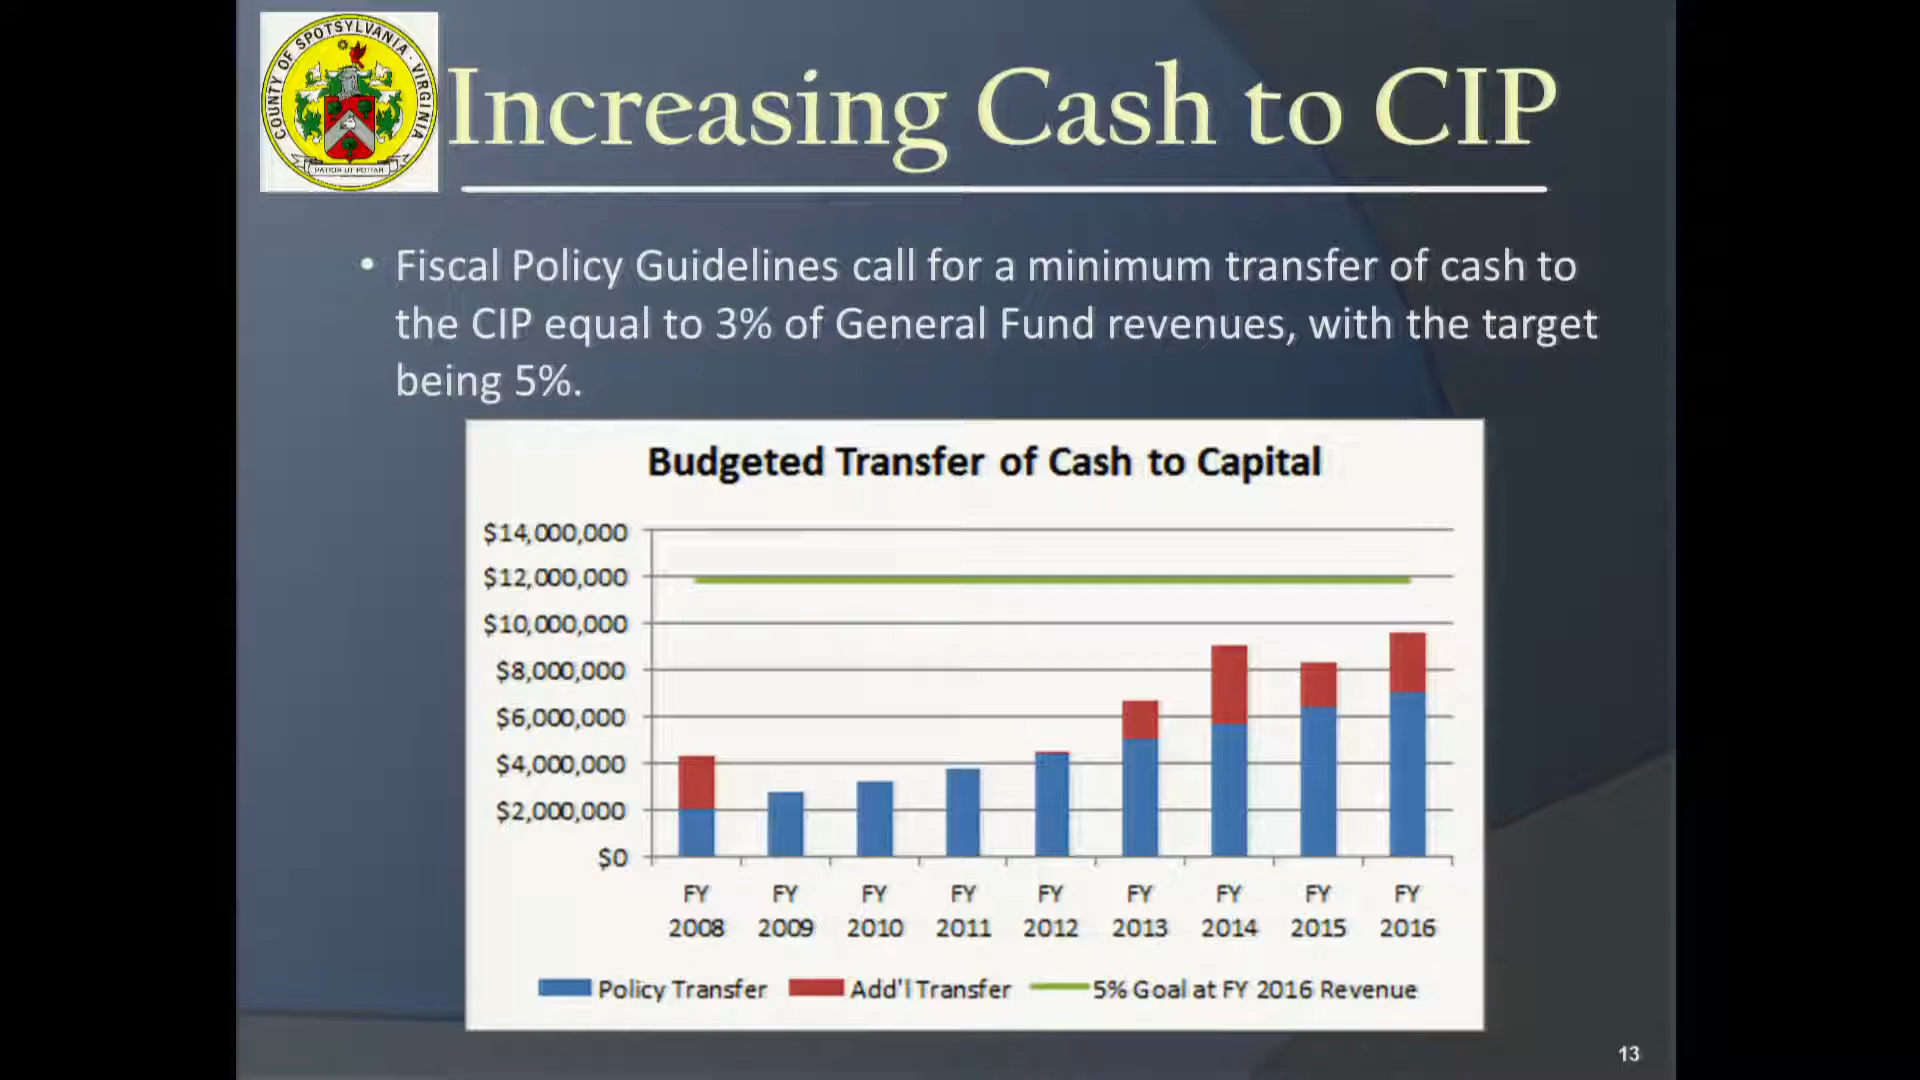 COUNTY OF SPOTSYLVANIA · VIRGINIA
Increasing Cash to CIP
• Fiscal Policy Guidelines call for a minimum transfer of cash to
the CIP equal to 3% of General Fund revenues, with the target
being 5%.
Budgeted Transfer of Cash to Capital
$14,000,000
$12,000,000
$10,000,000
$8,000,000
$6,000,000
$4,000,000
$2,000,000
$0
FY 2008
FY 2009
FY 2010
FY 2011
FY 2012
FY 2013
FY 2014
FY 2015
FY 2016
Policy Transfer
Add'l Transfer
5% Goal at FY 2016 Revenue
13